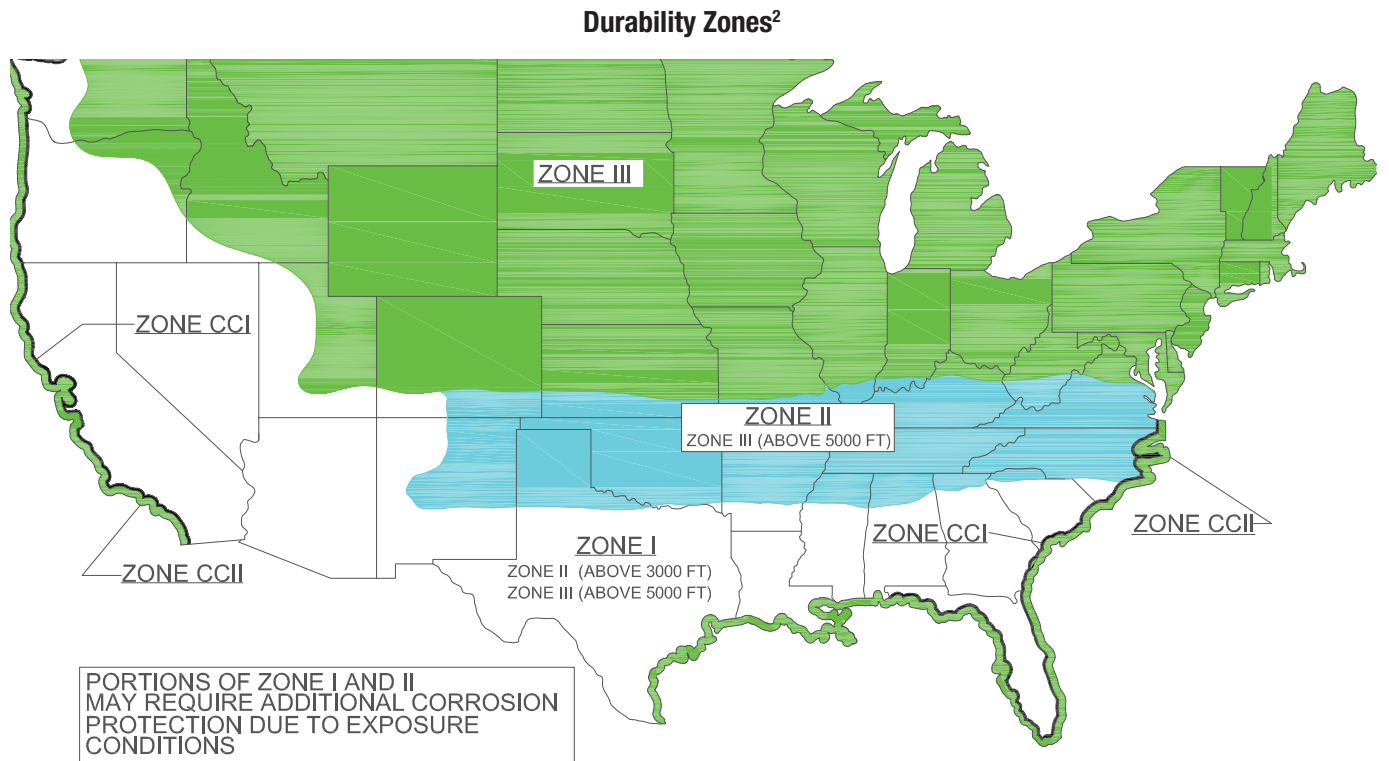 Durability Zones²
ZONE III
ZONE CCI
ZONE II
ZONE III (ABOVE 5000 FT)
ZONE CCI
ZONE CCII
ZONE I
ZONE CCII
ZONE II (ABOVE 3000 FT)
ZONE III (ABOVE 5000 FT)
PORTIONS OF ZONE I AND II
MAY REQUIRE ADDITIONAL CORROSION
PROTECTION DUE TO EXPOSURE
CONDITIONS